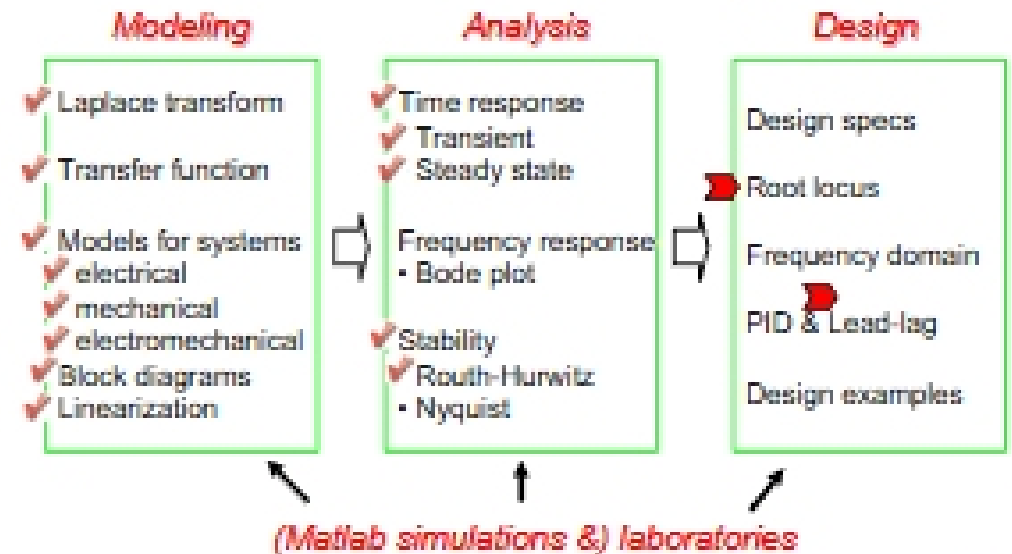 Modeling
Laplace transform
Transfer function
Models for systems
electrical
mechanical
electromechanical
Block diagrams
Linearization
Analysis
Time response
Transient
Steady state
Frequency response
• Bode plot
Stability
Routh-Hurwitz
• Nyquist
Design
Design specs
Root locus
Frequency domain
PID & Lead-lag
Design examples
(Matlab simulations &) laboratories